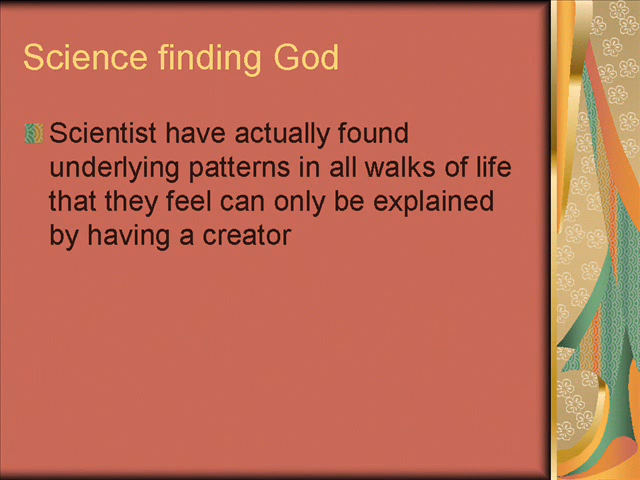 Science finding God
Scientist have actually found
underlying patterns in all walks of life
that they feel can only be explained
by having a creator